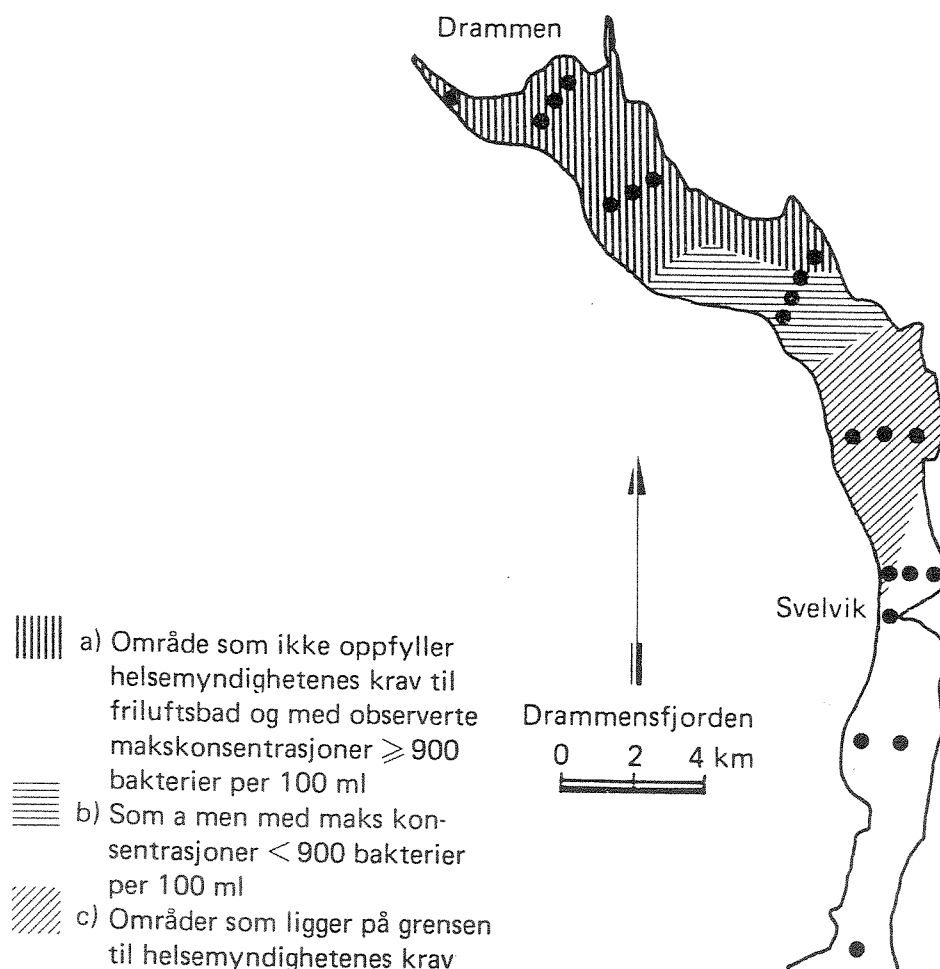 Drammen
Svelvik
Drammensfjorden
0 2 4 km
a) Område som ikke oppfyller
helsemyndighetenes krav til
friluftsbad og med observerte
makskonsentrasjoner ⩾ 900
bakterier per 100 ml
b) Som a men med maks kon-
sentrasjoner < 900 bakterier
per 100 ml
c) Områder som ligger på grensen
til helsemyndighetenes krav